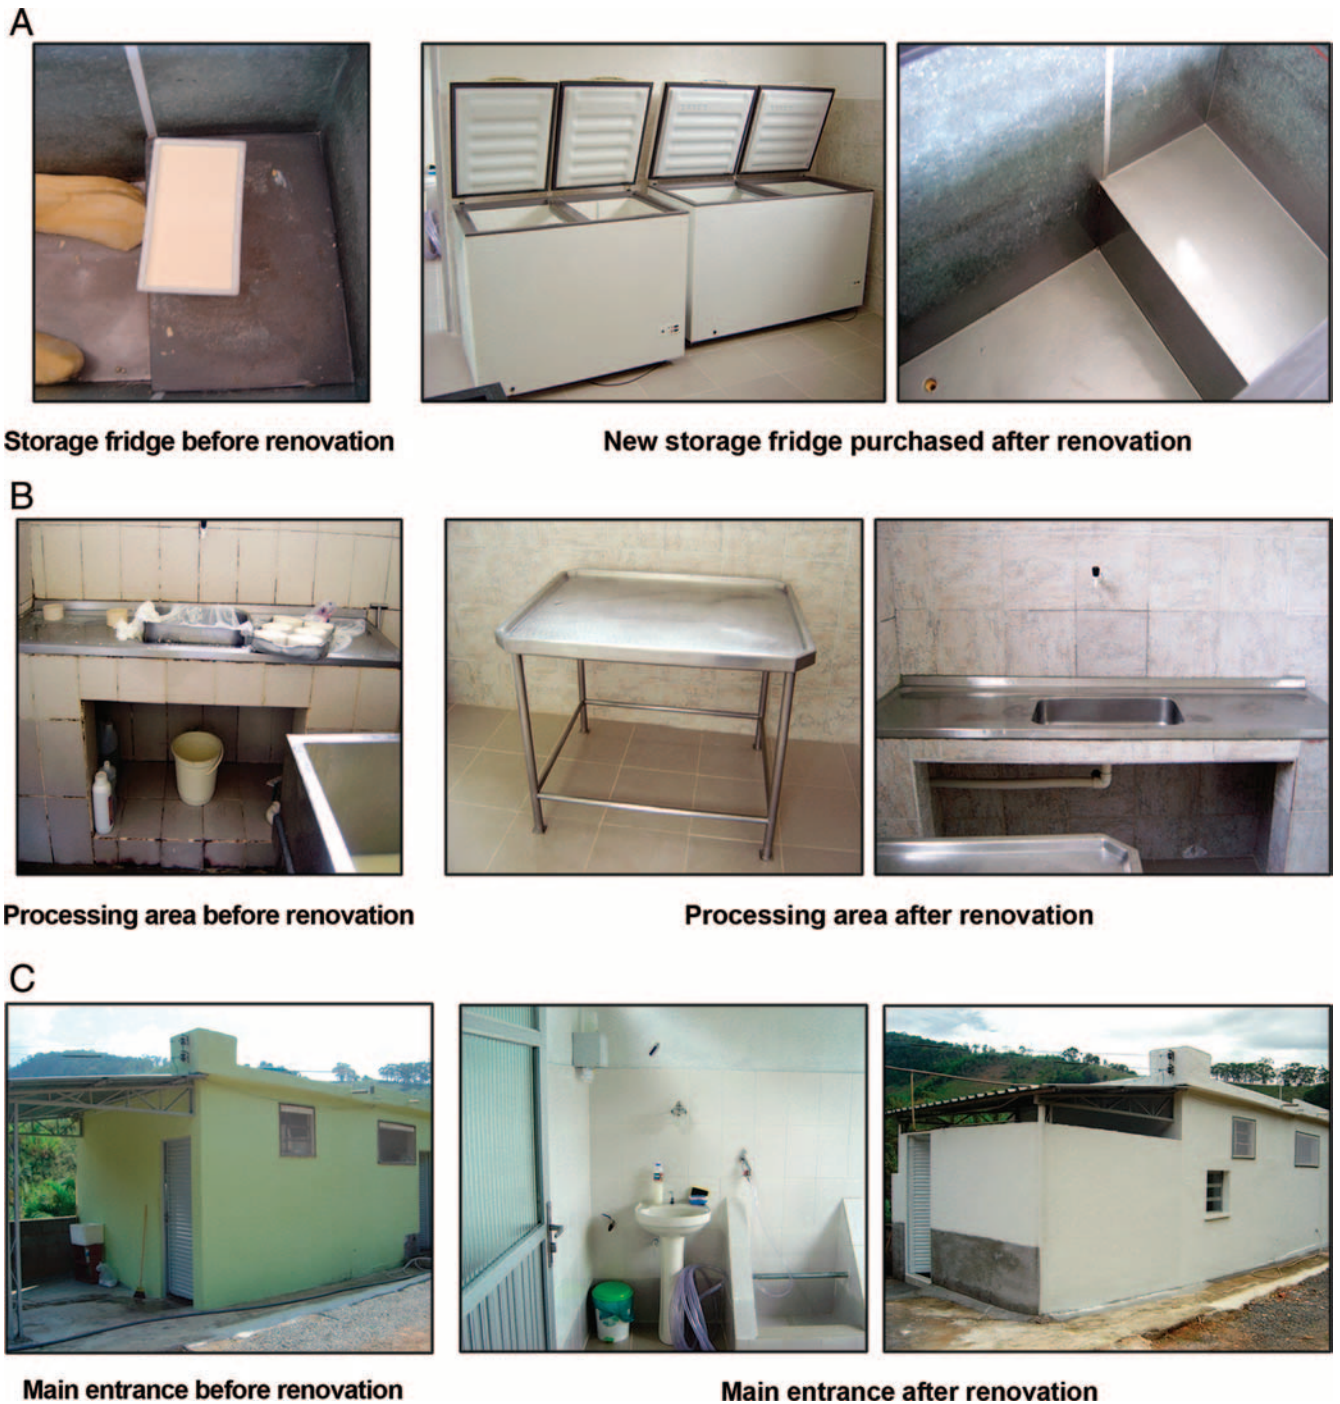 A
Storage fridge before renovation
New storage fridge purchased after renovation
B
Processing area before renovation
Processing area after renovation
C
Main entrance before renovation
Main entrance after renovation